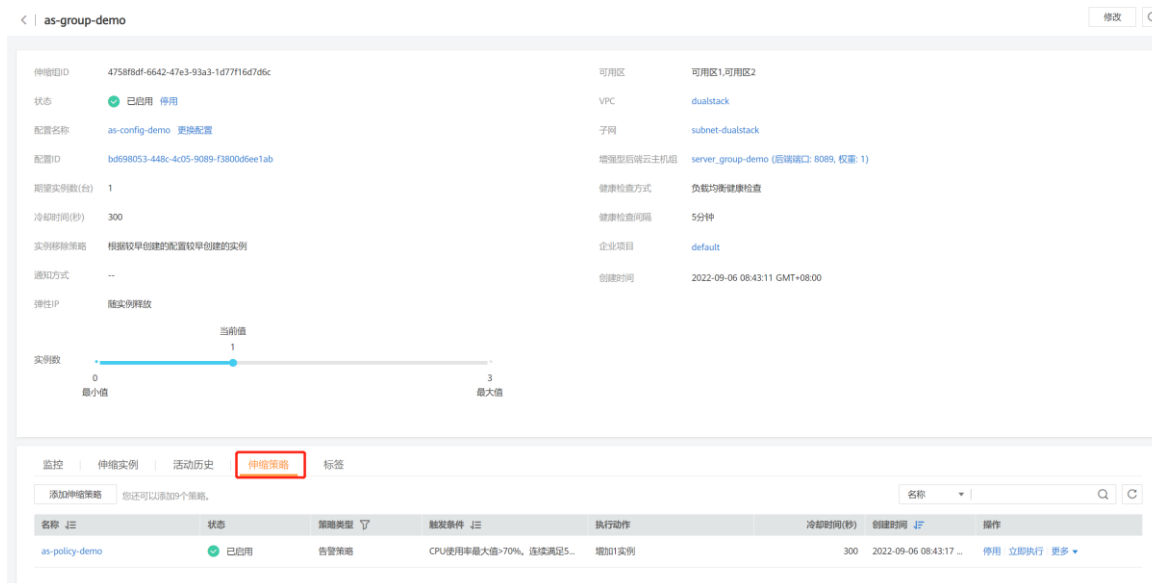 as-group-demo
修改
伸缩组ID 4758f8df-6642-47e3-93a3-1d77f16d7d6c 可用区 可用区1,可用区2
状态 已启用 停用 VPC dualstack
配置名称 as-config-demo 更换配置 子网 subnet-dualstack
配置ID bd698053-448c-4c05-9089-f3800d6ee1ab 增强型后端云主机组 server_group-demo (后端端口: 8089, 权重: 1)
期望实例数(台) 1 健康检查方式 负载均衡健康检查
冷却时间(秒) 300 健康检查间隔 5分钟
实例移除策略 根据较早创建的配置较早创建的实例 企业项目 default
通知方式 -- 创建时间 2022-09-06 08:43:11 GMT+08:00
弹性IP 随实例释放
当前值
1
实例数
0 3
最小值 最大值
监控 伸缩实例 活动历史 伸缩策略 标签
添加伸缩策略 您还可以添加9个策略。 名称
名称 状态 策略类型 触发条件 执行动作 冷却时间(秒) 创建时间 操作
as-policy-demo 已启用 告警策略 CPU使用率最大值>70%, 连续满足5... 增加1实例 300 2022-09-06 08:43:17 ... 停用 立即执行 更多